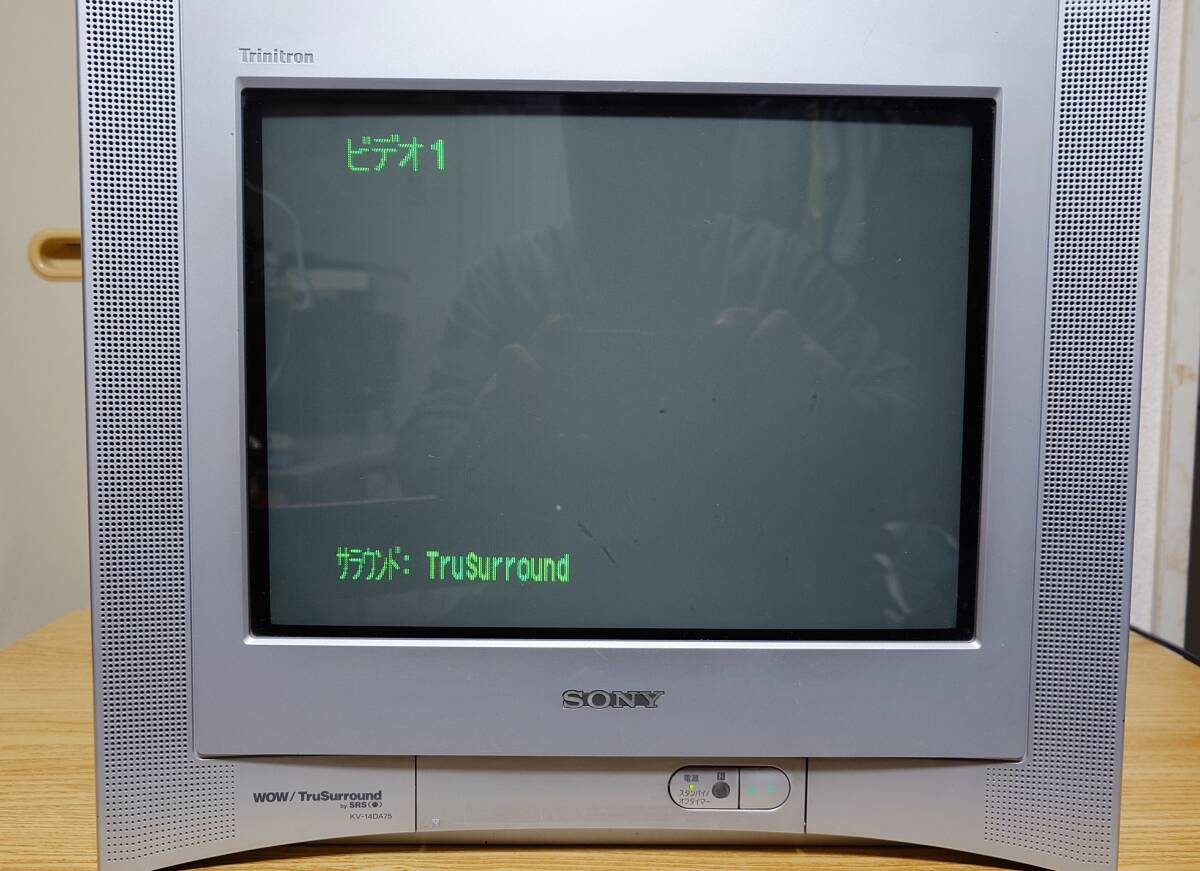 Trinitron
ビデオ1
サラウンド: TruSurround
SONY
WOW/TruSurround
by SRS(●)
KV-14DA75
電源
スタンバイ/
オフタイマー